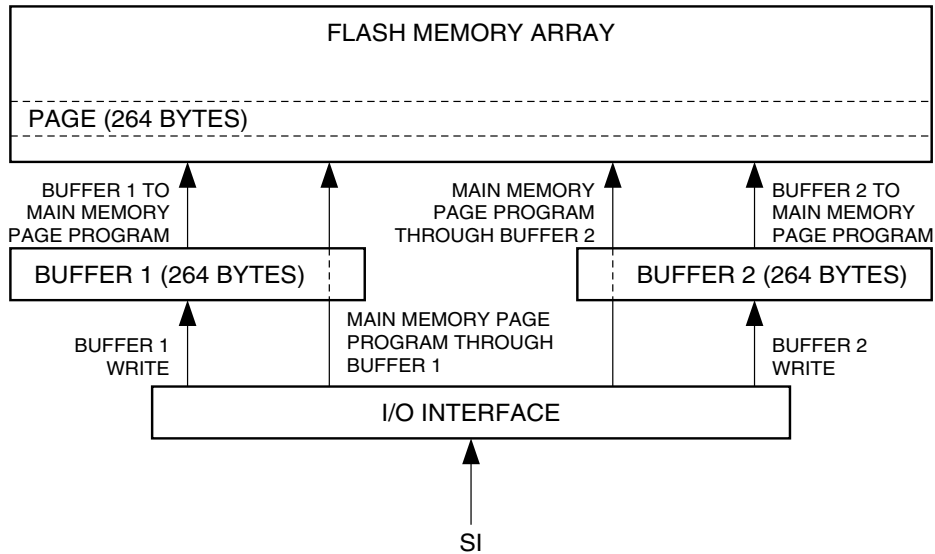 FLASH MEMORY ARRAY
PAGE (264 BYTES)
BUFFER 1 TO
MAIN MEMORY
PAGE PROGRAM
MAIN MEMORY
PAGE PROGRAM
THROUGH BUFFER 2
BUFFER 2 TO
MAIN MEMORY
PAGE PROGRAM
BUFFER 1 (264 BYTES)
BUFFER 2 (264 BYTES)
BUFFER 1
WRITE
MAIN MEMORY PAGE
PROGRAM THROUGH
BUFFER 1
BUFFER 2
WRITE
I/O INTERFACE
SI